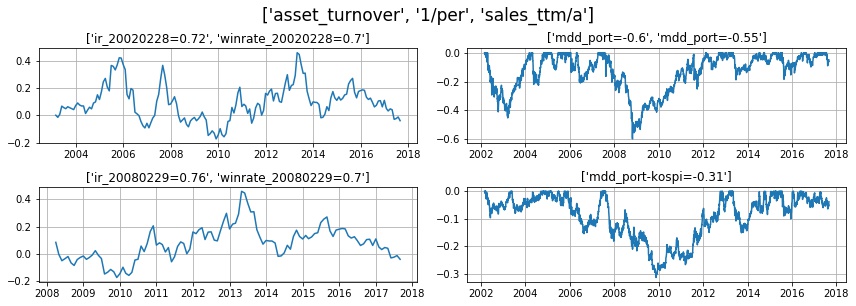 ['asset_turnover', '1/per', 'sales_ttm/a']
['ir_20020228=0.72', 'winrate_20020228=0.7']
0.4
0.2
0.0
−0.2
2004 2006 2008 2010 2012 2014 2016 2018
['mdd_port=-0.6', 'mdd_port=-0.55']
0.0
−0.2
−0.4
−0.6
2002 2004 2006 2008 2010 2012 2014 2016 2018
['ir_20080229=0.76', 'winrate_20080229=0.7']
0.4
0.2
0.0
−0.2
2008 2009 2010 2011 2012 2013 2014 2015 2016 2017 2018
['mdd_port-kospi=-0.31']
0.0
−0.1
−0.2
−0.3
2002 2004 2006 2008 2010 2012 2014 2016 2018